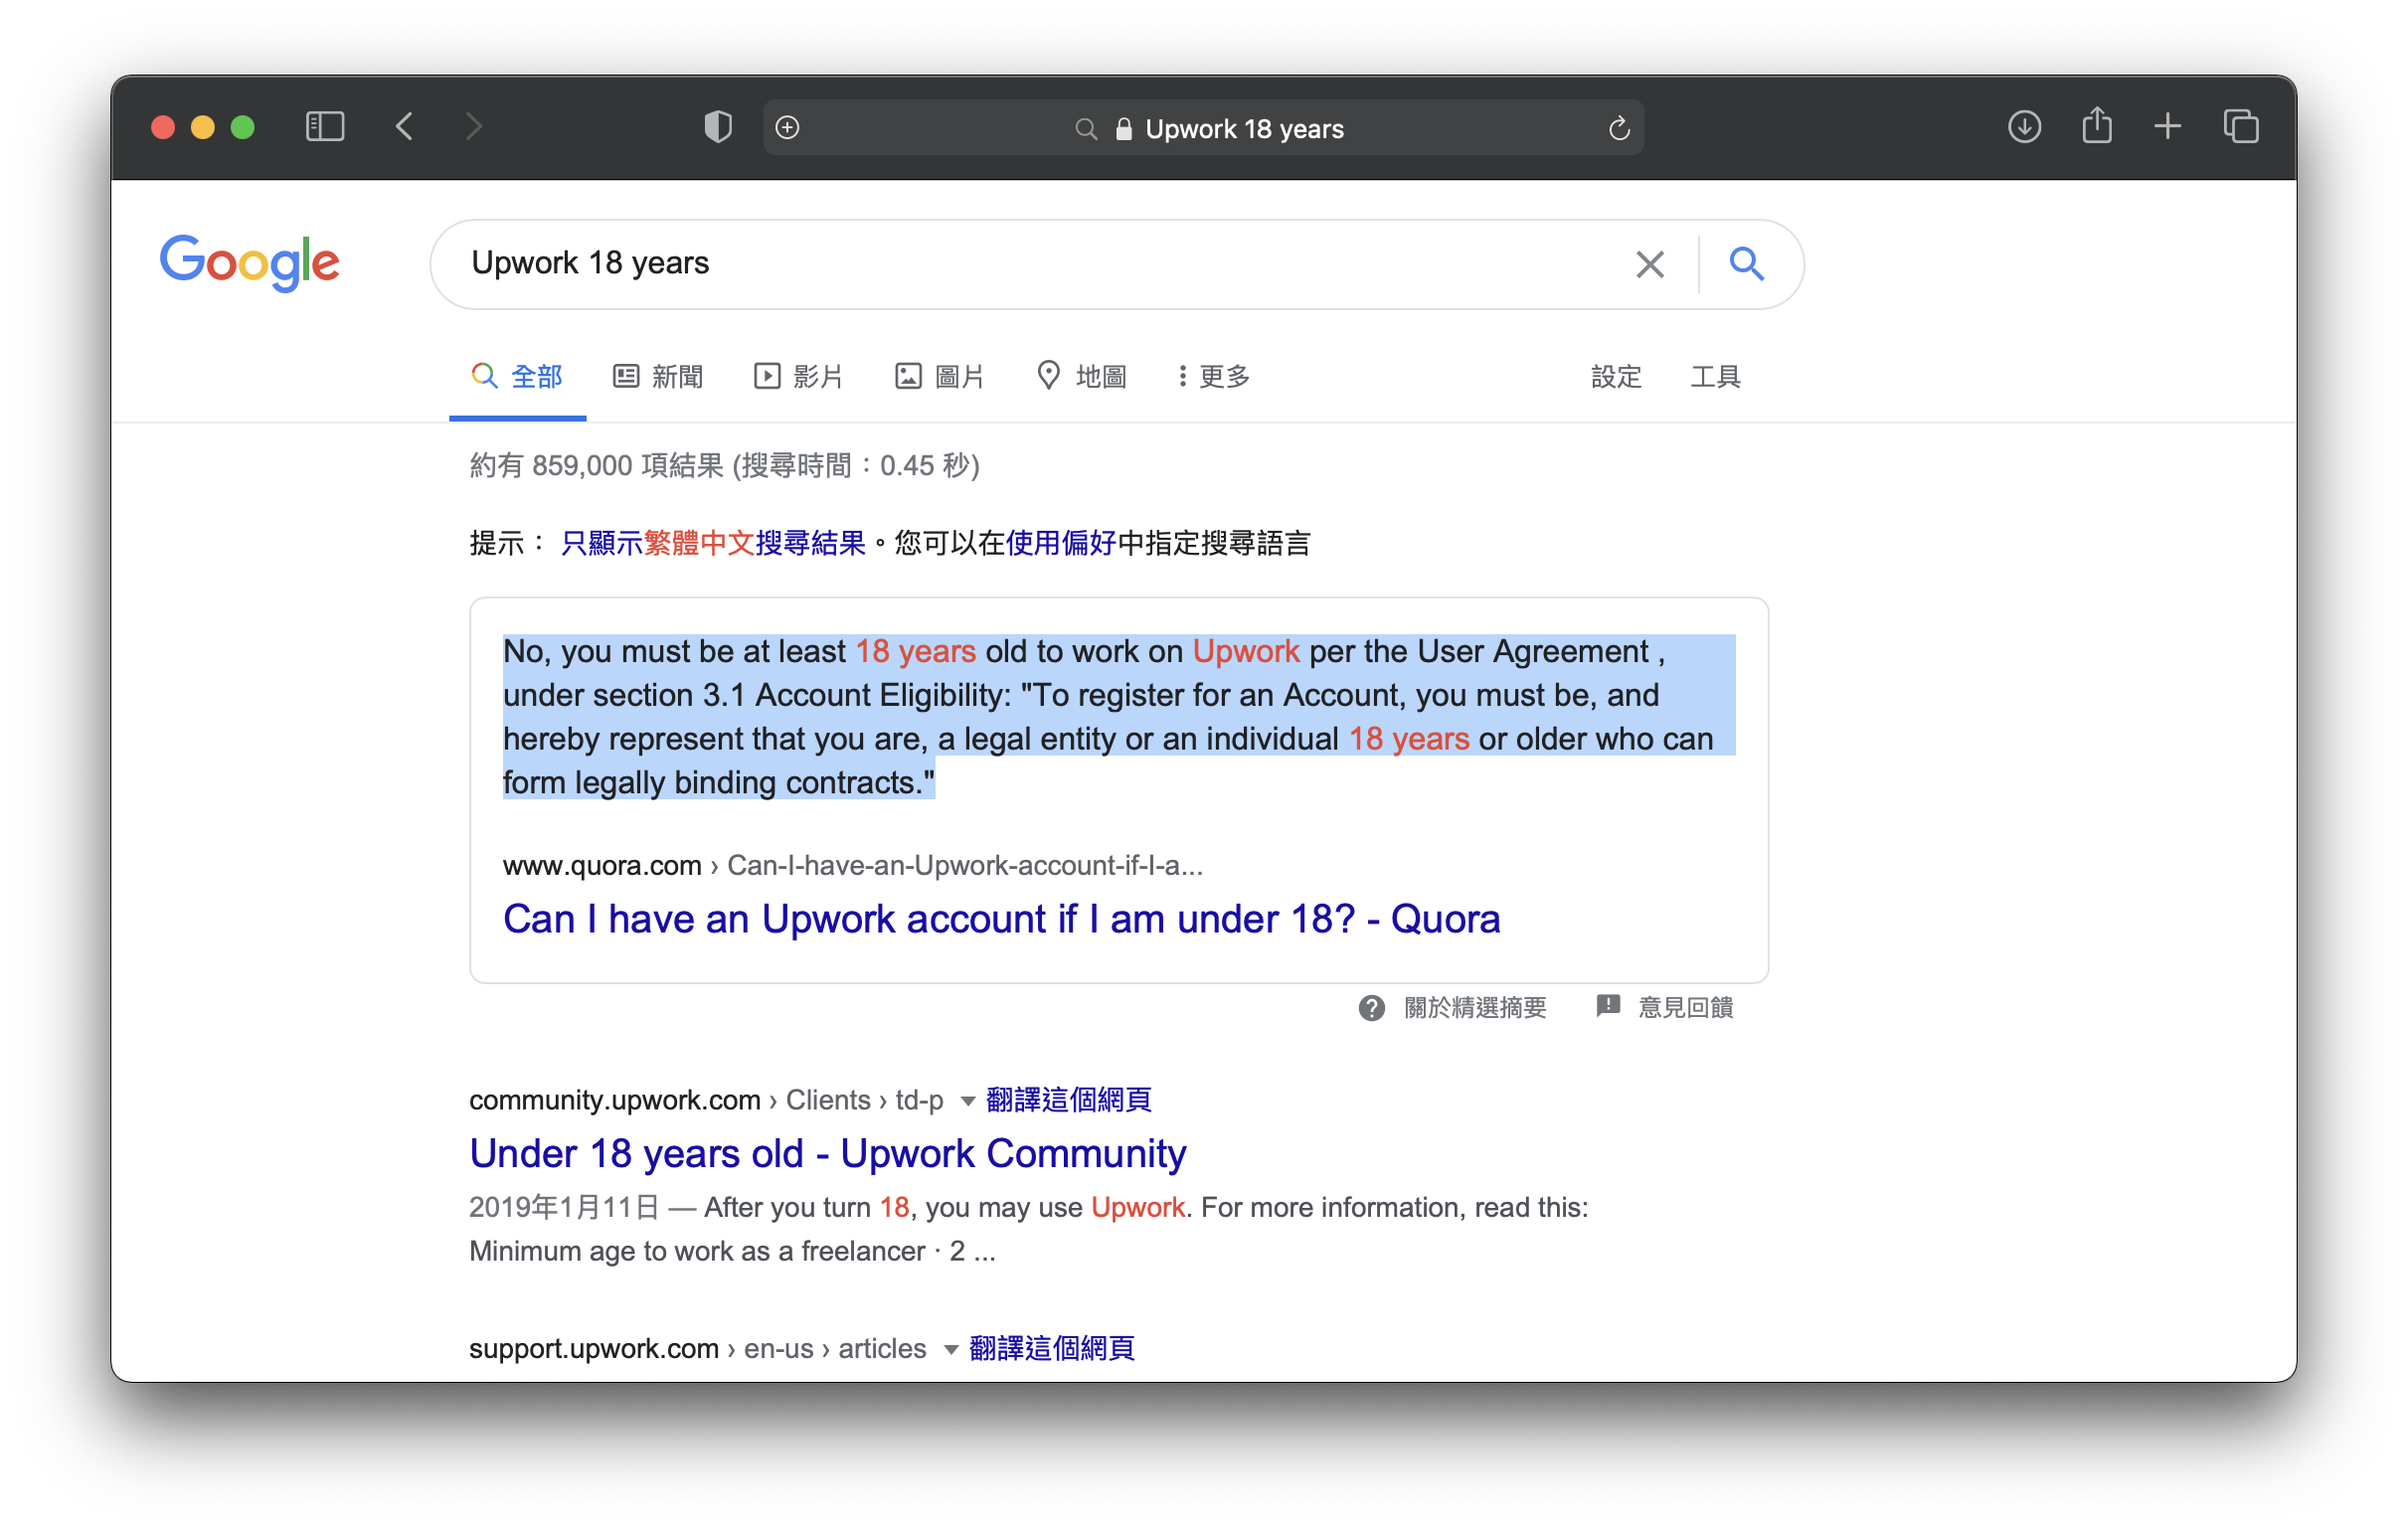 Upwork 18 years
Google
Upwork 18 years
全部
新聞
影片
圖片
地圖
更多
設定
工具
約有 859,000 項結果 (搜尋時間：0.45 秒)
提示： 只顯示繁體中文搜尋結果。您可以在使用偏好中指定搜尋語言
No, you must be at least 18 years old to work on Upwork per the User Agreement ,
under section 3.1 Account Eligibility: "To register for an Account, you must be, and
hereby represent that you are, a legal entity or an individual 18 years or older who can
form legally binding contracts."
www.quora.com › Can-I-have-an-Upwork-account-if-I-a...
Can I have an Upwork account if I am under 18? - Quora
關於精選摘要
意見回饋
community.upwork.com › Clients › td-p 翻譯這個網頁
Under 18 years old - Upwork Community
2019年1月11日 — After you turn 18, you may use Upwork. For more information, read this:
Minimum age to work as a freelancer · 2 ...
support.upwork.com › en-us › articles 翻譯這個網頁